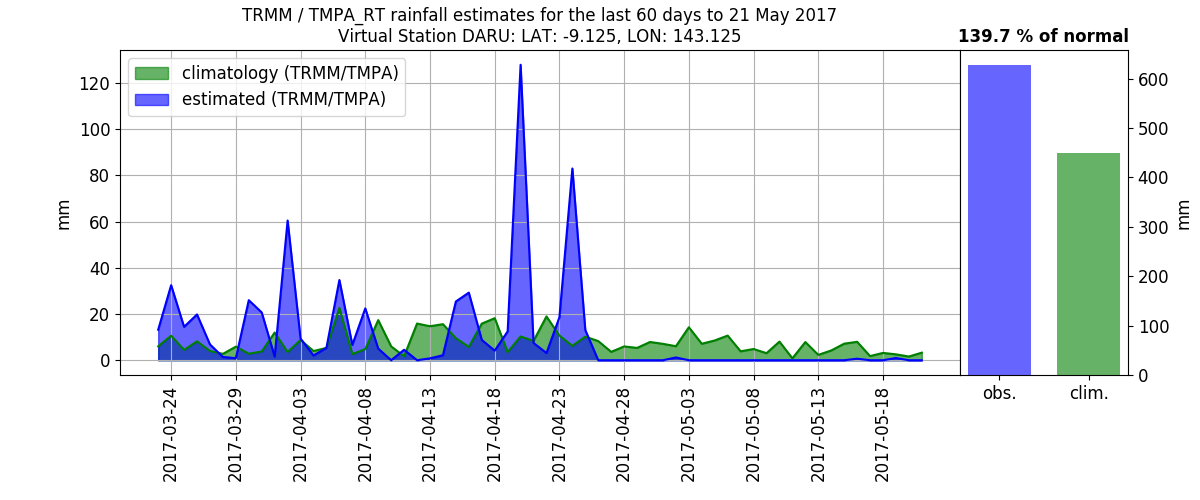 TRMM / TMPA_RT rainfall estimates for the last 60 days to 21 May 2017
Virtual Station DARU: LAT: -9.125, LON: 143.125
139.7 % of normal
climatology (TRMM/TMPA)
estimated (TRMM/TMPA)
mm
120
100
80
60
40
20
0
2017-03-24
2017-03-29
2017-04-03
2017-04-08
2017-04-13
2017-04-18
2017-04-23
2017-04-28
2017-05-03
2017-05-08
2017-05-13
2017-05-18
600
500
400
300
200
100
0
mm
obs.
clim.